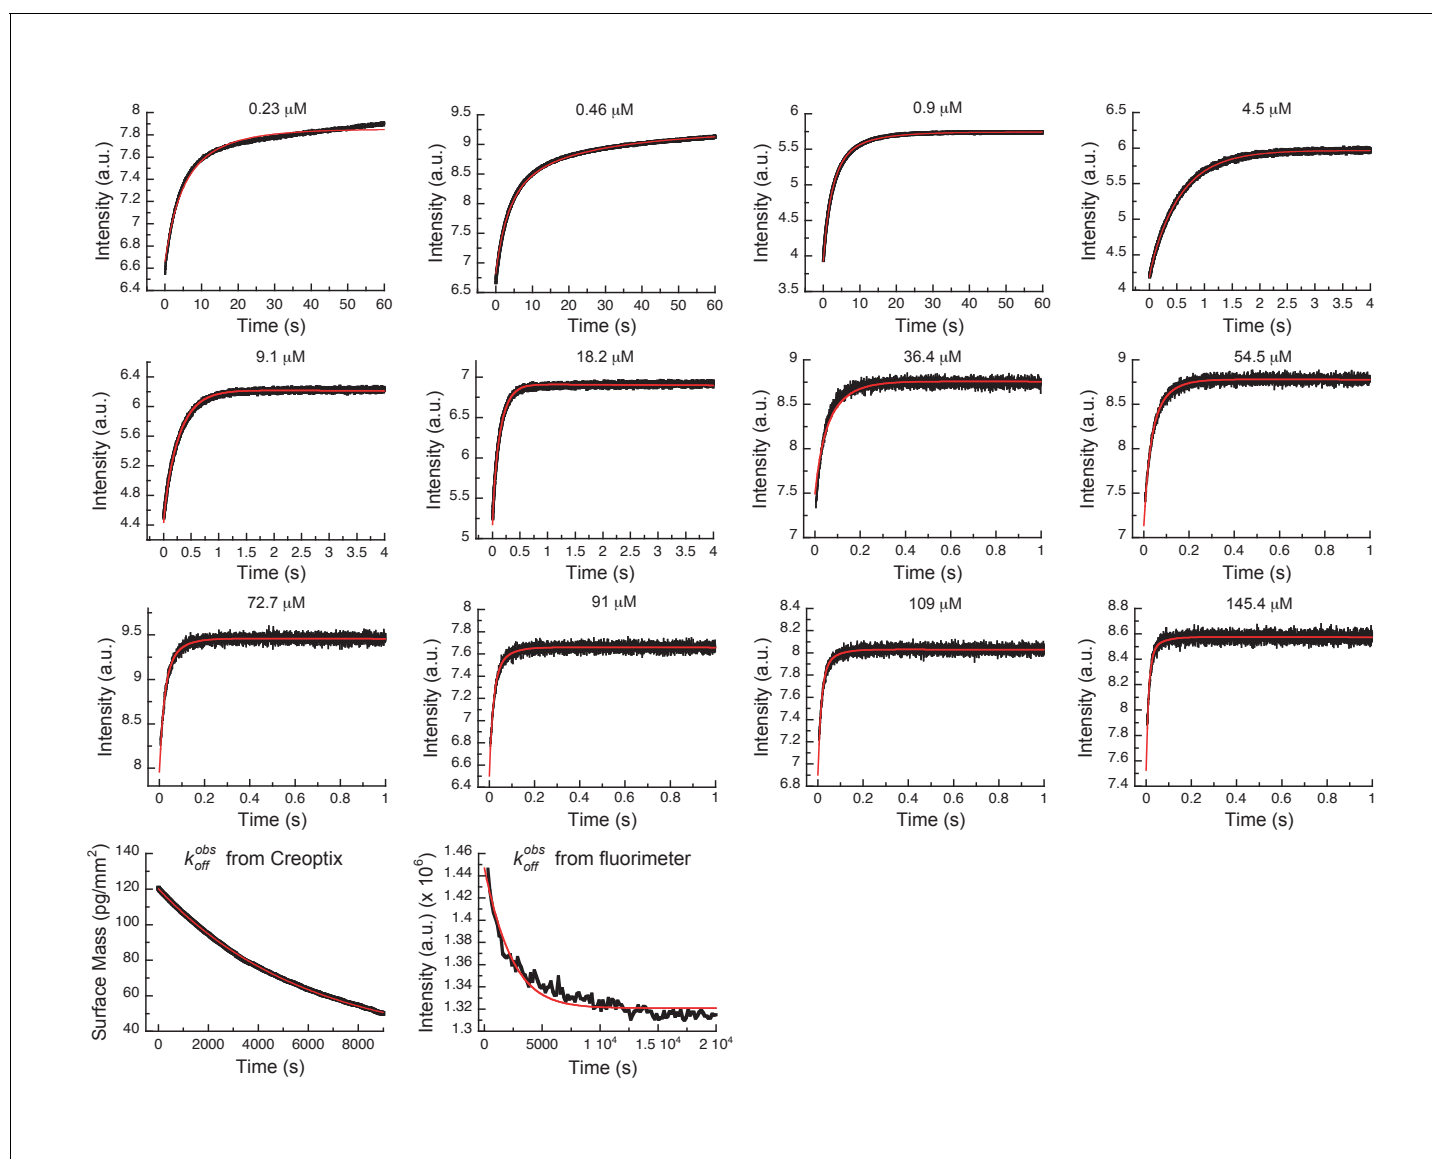 0.23 μM
Intensity (a.u.)
8
7.8
7.6
7.4
7.2
7
6.8
6.6
6.4
0 10 20 30 40 50 60
Time (s)
0.46 μM
Intensity (a.u.)
9.5
9
8.5
8
7.5
7
6.5
0 10 20 30 40 50 60
Time (s)
0.9 μM
Intensity (a.u.)
6
5.5
5
4.5
4
3.5
0 10 20 30 40 50 60
Time (s)
4.5 μM
Intensity (a.u.)
6.5
6
5.5
5
4.5
4
0 0.5 1 1.5 2 2.5 3 3.5 4
Time (s)
9.1 μM
Intensity (a.u.)
6.4
6
5.6
5.2
4.8
4.4
0 0.5 1 1.5 2 2.5 3 3.5 4
Time (s)
18.2 μM
Intensity (a.u.)
7
6.5
6
5.5
5
0 0.5 1 1.5 2 2.5 3 3.5 4
Time (s)
36.4 μM
Intensity (a.u.)
9
8.5
8
7.5
7
0 0.2 0.4 0.6 0.8 1
Time (s)
54.5 μM
Intensity (a.u.)
9
8.5
8
7.5
7
0 0.2 0.4 0.6 0.8 1
Time (s)
72.7 μM
Intensity (a.u.)
9.5
9
8.5
8
0 0.2 0.4 0.6 0.8 1
Time (s)
91 μM
Intensity (a.u.)
8
7.8
7.6
7.4
7.2
7
6.8
6.6
6.4
0 0.2 0.4 0.6 0.8 1
Time (s)
109 μM
Intensity (a.u.)
8.4
8.2
8
7.8
7.6
7.4
7.2
7
6.8
0 0.2 0.4 0.6 0.8 1
Time (s)
145.4 μM
Intensity (a.u.)
8.8
8.6
8.4
8.2
8
7.8
7.6
7.4
0 0.2 0.4 0.6 0.8 1
Time (s)
k_off^obs from Creoptix
Surface Mass (pg/mm²)
140
120
100
80
60
40
0 2000 4000 6000 8000
Time (s)
k_off^obs from fluorimeter
Intensity (a.u.) (x 10⁶)
1.46
1.44
1.42
1.4
1.38
1.36
1.34
1.32
1.3
0 5000 1 10⁴ 1.5 10⁴ 2 10⁴
Time (s)